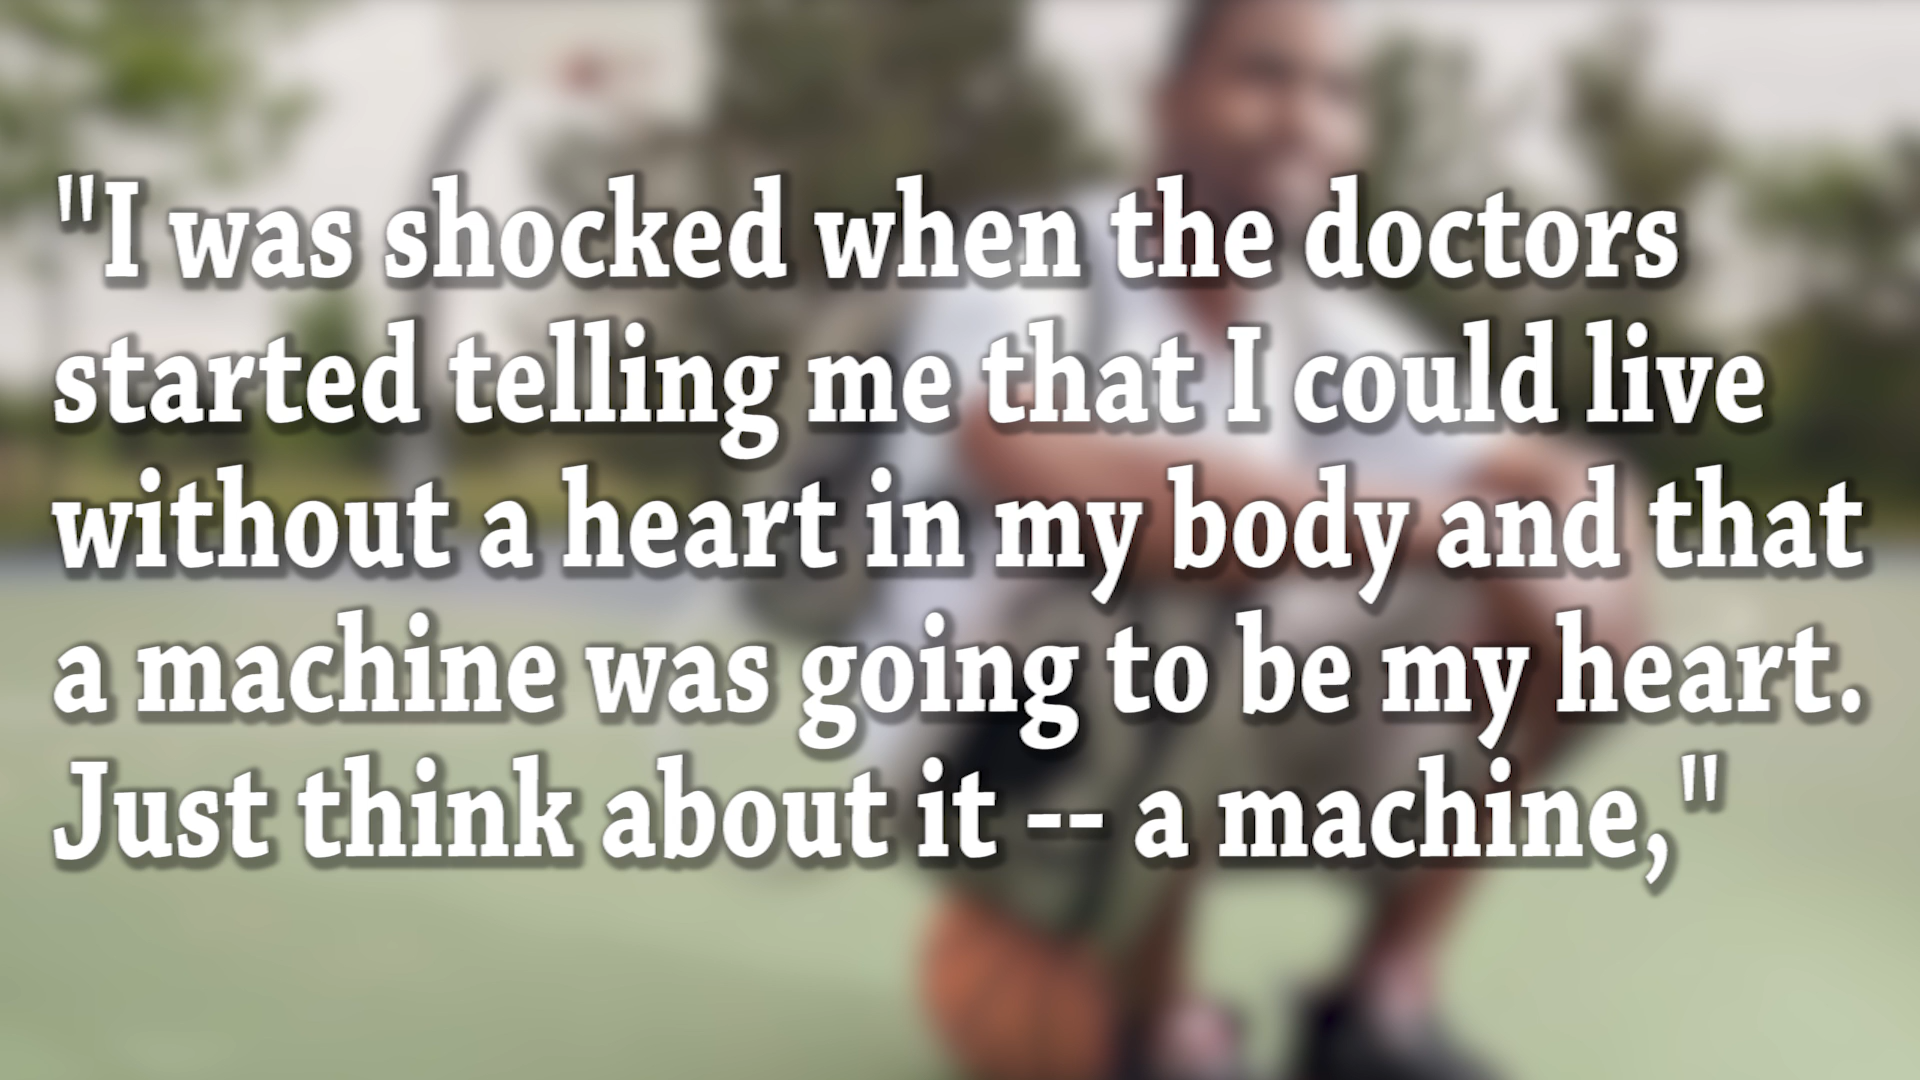 "I was shocked when the doctors
started telling me that I could live
without a heart in my body and that
a machine was going to be my heart.
Just think about it -- a machine,"